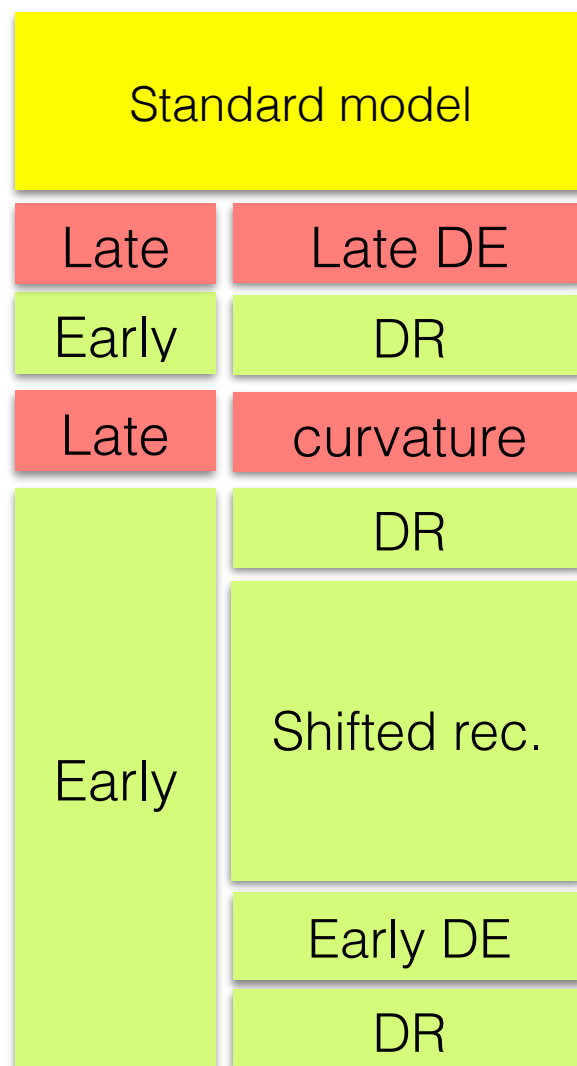 Standard model
Late
Late DE
Early
DR
Late
curvature
Early
DR
Shifted rec.
Early DE
DR